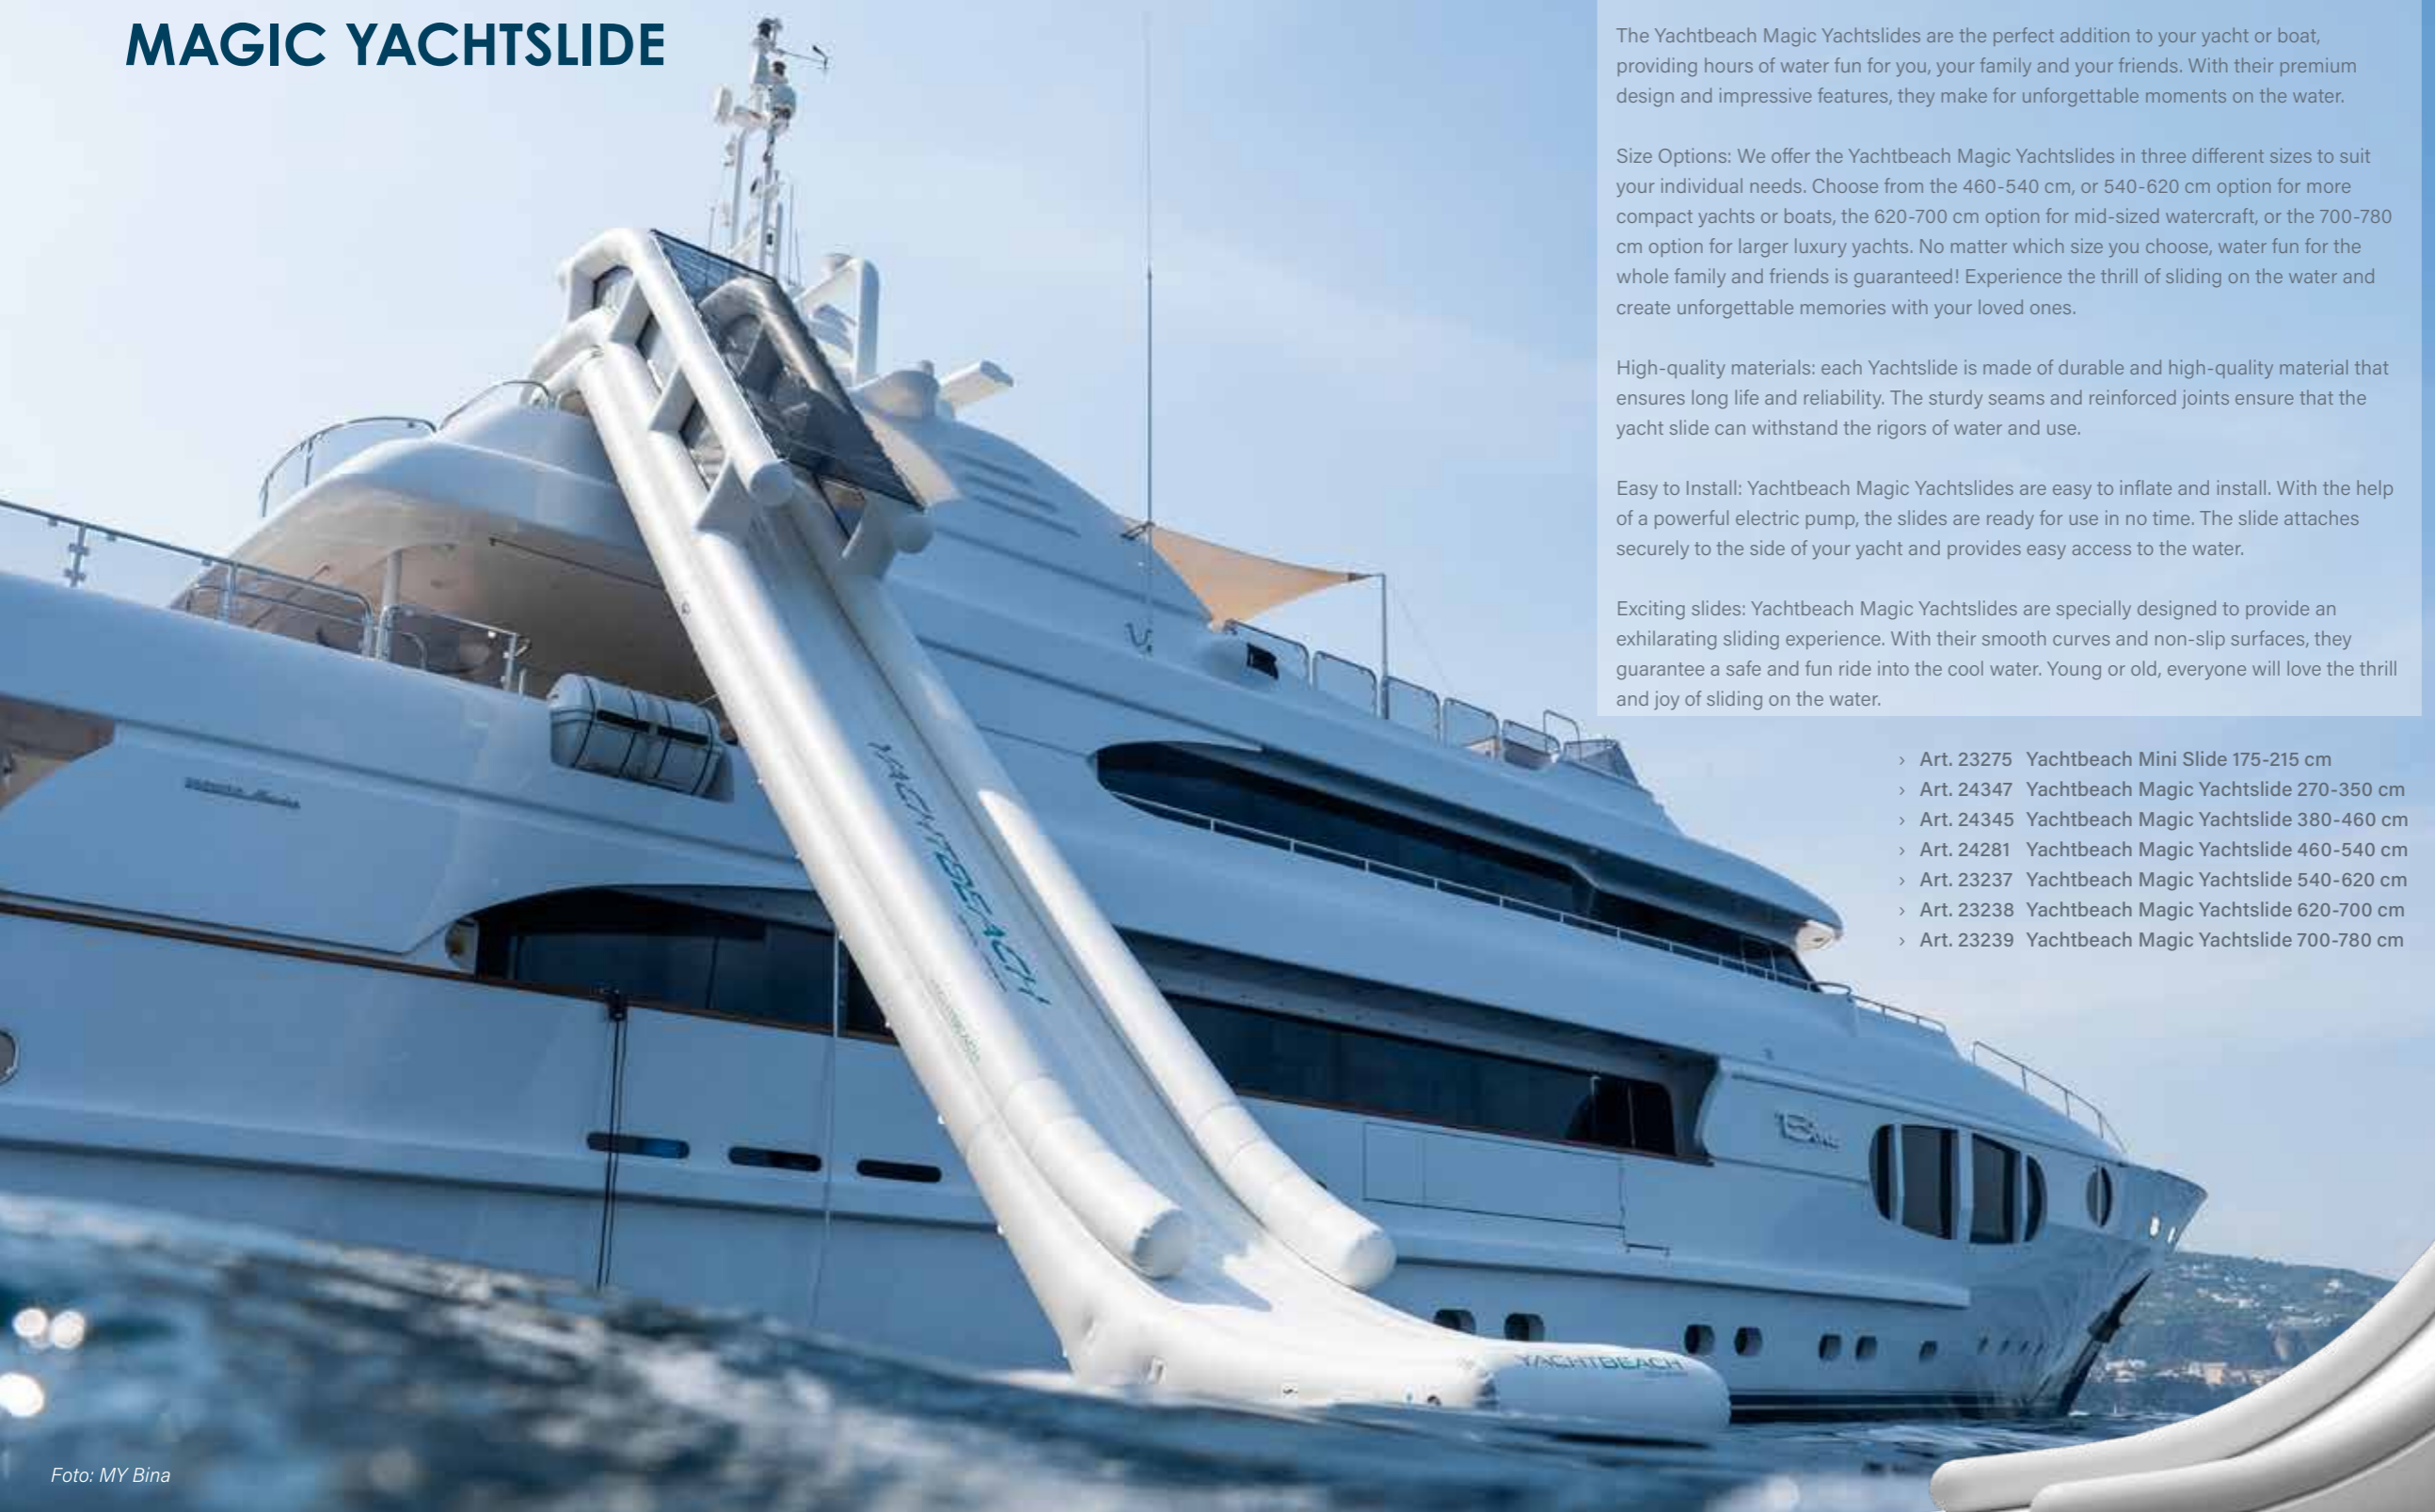 MAGIC YACHTSLIDE
The Yachtbeach Magic Yachtslides are the perfect addition to your yacht or boat,
providing hours of water fun for you, your family and your friends. With their premium
design and impressive features, they make for unforgettable moments on the water.
Size Options: We offer the Yachtbeach Magic Yachtslides in three different sizes to suit
your individual needs. Choose from the 460-540 cm, or 540-620 cm option for more
compact yachts or boats, the 620-700 cm option for mid-sized watercraft, or the 700-780
cm option for larger luxury yachts. No matter which size you choose, water fun for the
whole family and friends is guaranteed! Experience the thrill of sliding on the water and
create unforgettable memories with your loved ones.
High-quality materials: each Yachtslide is made of durable and high-quality material that
ensures long life and reliability. The sturdy seams and reinforced joints ensure that the
yacht slide can withstand the rigors of water and use.
Easy to Install: Yachtbeach Magic Yachtslides are easy to inflate and install. With the help
of a powerful electric pump, the slides are ready for use in no time. The slide attaches
securely to the side of your yacht and provides easy access to the water.
Exciting slides: Yachtbeach Magic Yachtslides are specially designed to provide an
exhilarating sliding experience. With their smooth curves and non-slip surfaces, they
guarantee a safe and fun ride into the cool water. Young or old, everyone will love the thrill
and joy of sliding on the water.
› Art. 23275 Yachtbeach Mini Slide 175-215 cm
› Art. 24347 Yachtbeach Magic Yachtslide 270-350 cm
› Art. 24345 Yachtbeach Magic Yachtslide 380-460 cm
› Art. 24281 Yachtbeach Magic Yachtslide 460-540 cm
› Art. 23237 Yachtbeach Magic Yachtslide 540-620 cm
› Art. 23238 Yachtbeach Magic Yachtslide 620-700 cm
› Art. 23239 Yachtbeach Magic Yachtslide 700-780 cm
YACHTBEACH
Bina
YACHTBEACH
Foto: MY Bina